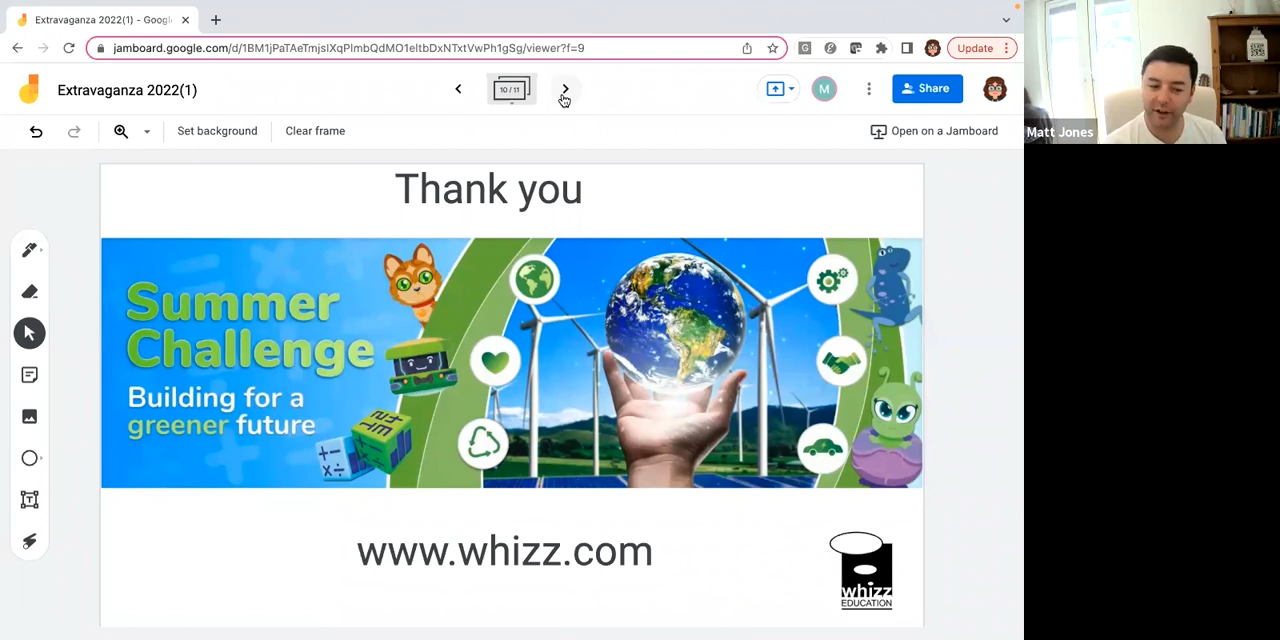 Extravaganza 2022(1) - Googl
jamboard.google.com/d/1BM1jPaTAeTmjslXqPlmbQdMO1eltbDxNTxtVwPh1gSg/viewer?f=9
Update
Extravaganza 2022(1)
10 / 11
M
Share
Set background
Clear frame
Open on a Jamboard
Matt Jones
Thank you
Summer
Challenge
Building for a
greener future
www.whizz.com
whizz
EDUCATION